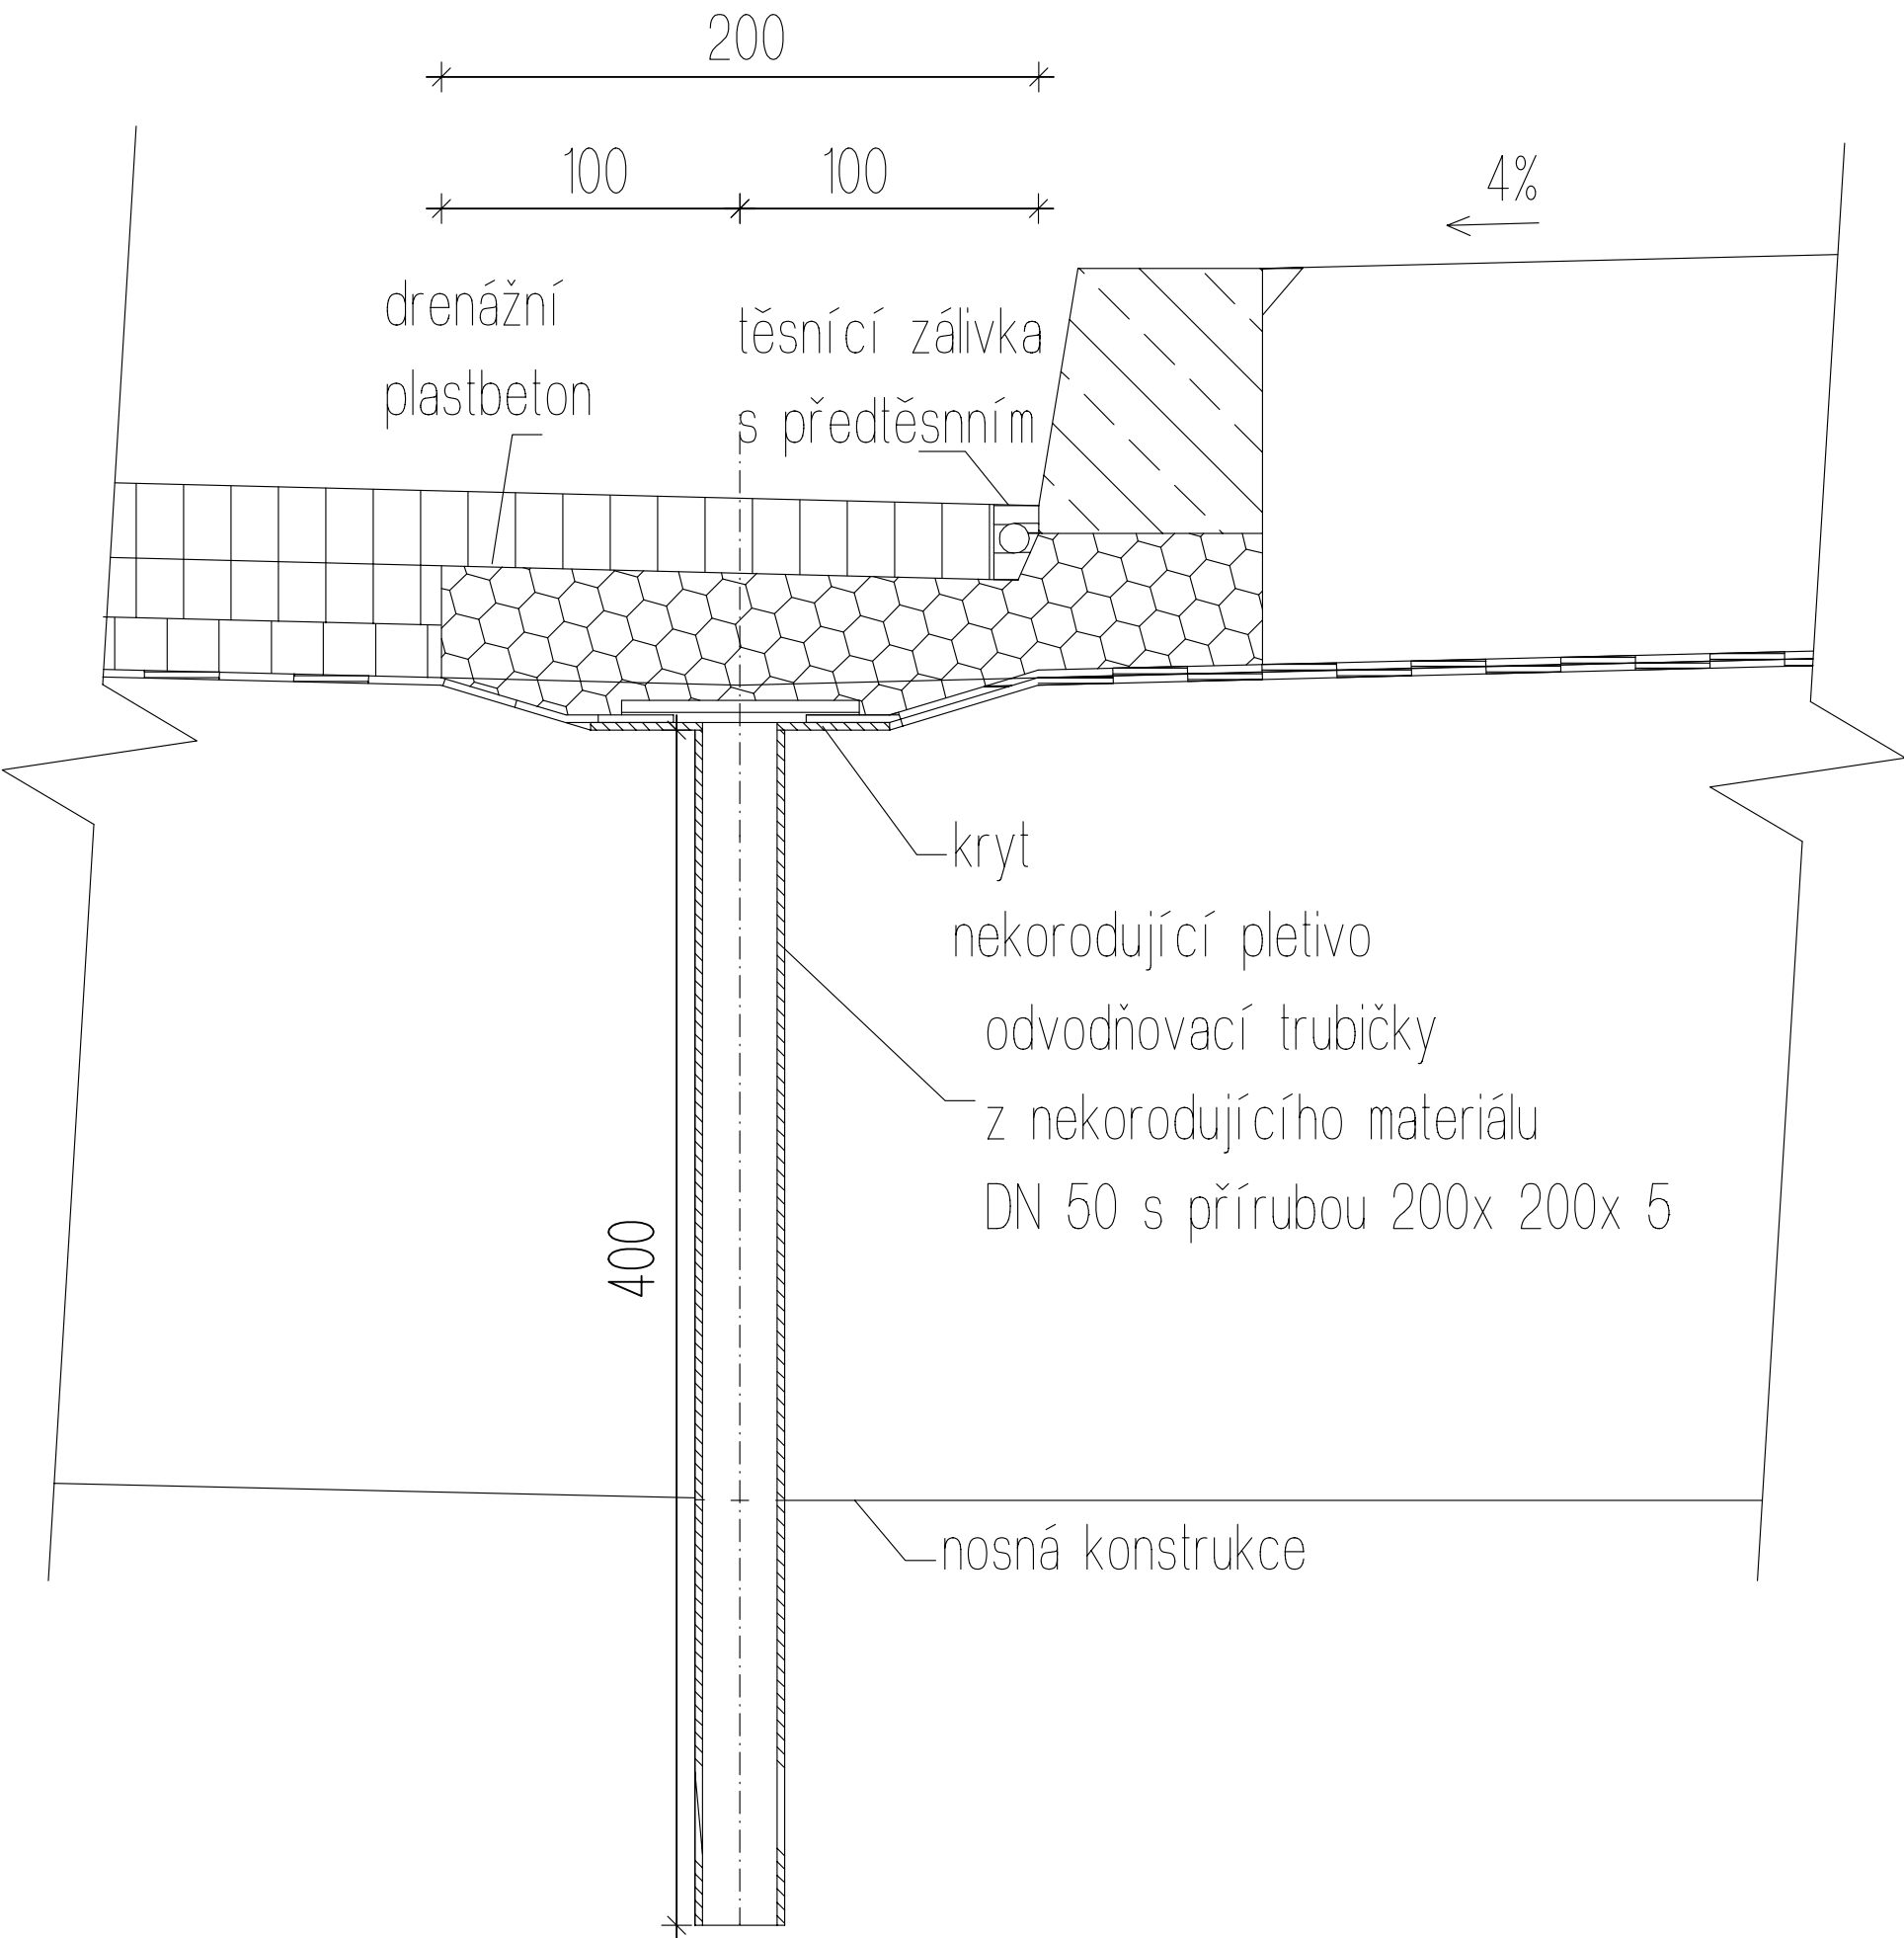 200
100 100
4%
drenážní
plastbeton
těsnící zálivka
s předtěsnním
kryt
nekorodující pletivo
odvodňovací trubičky
z nekorodujícího materiálu
DN 50 s přírubou 200x 200x 5
400
nosná konstrukce